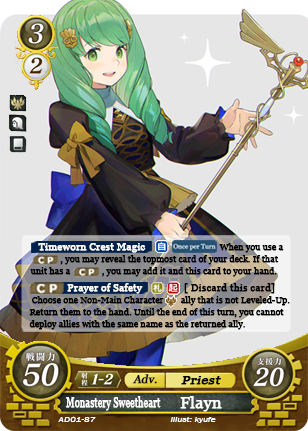 3
2
Timeworn Crest Magic 自 Once per Turn When you use a
CP, you may reveal the topmost card of your deck. If that
unit has a CP, you may add it and this card to your hand.
CP Prayer of Safety 札 起 [ Discard this card]
Choose one Non-Main Character ally that is not Leveled-Up.
Return them to the hand. Until the end of this turn, you cannot
deploy allies with the same name as the returned ally.
戦闘力
50
射程 1-2 Adv. Priest
支援力
20
Monastery Sweetheart Flayn
AD01-87 Illust: kyufe